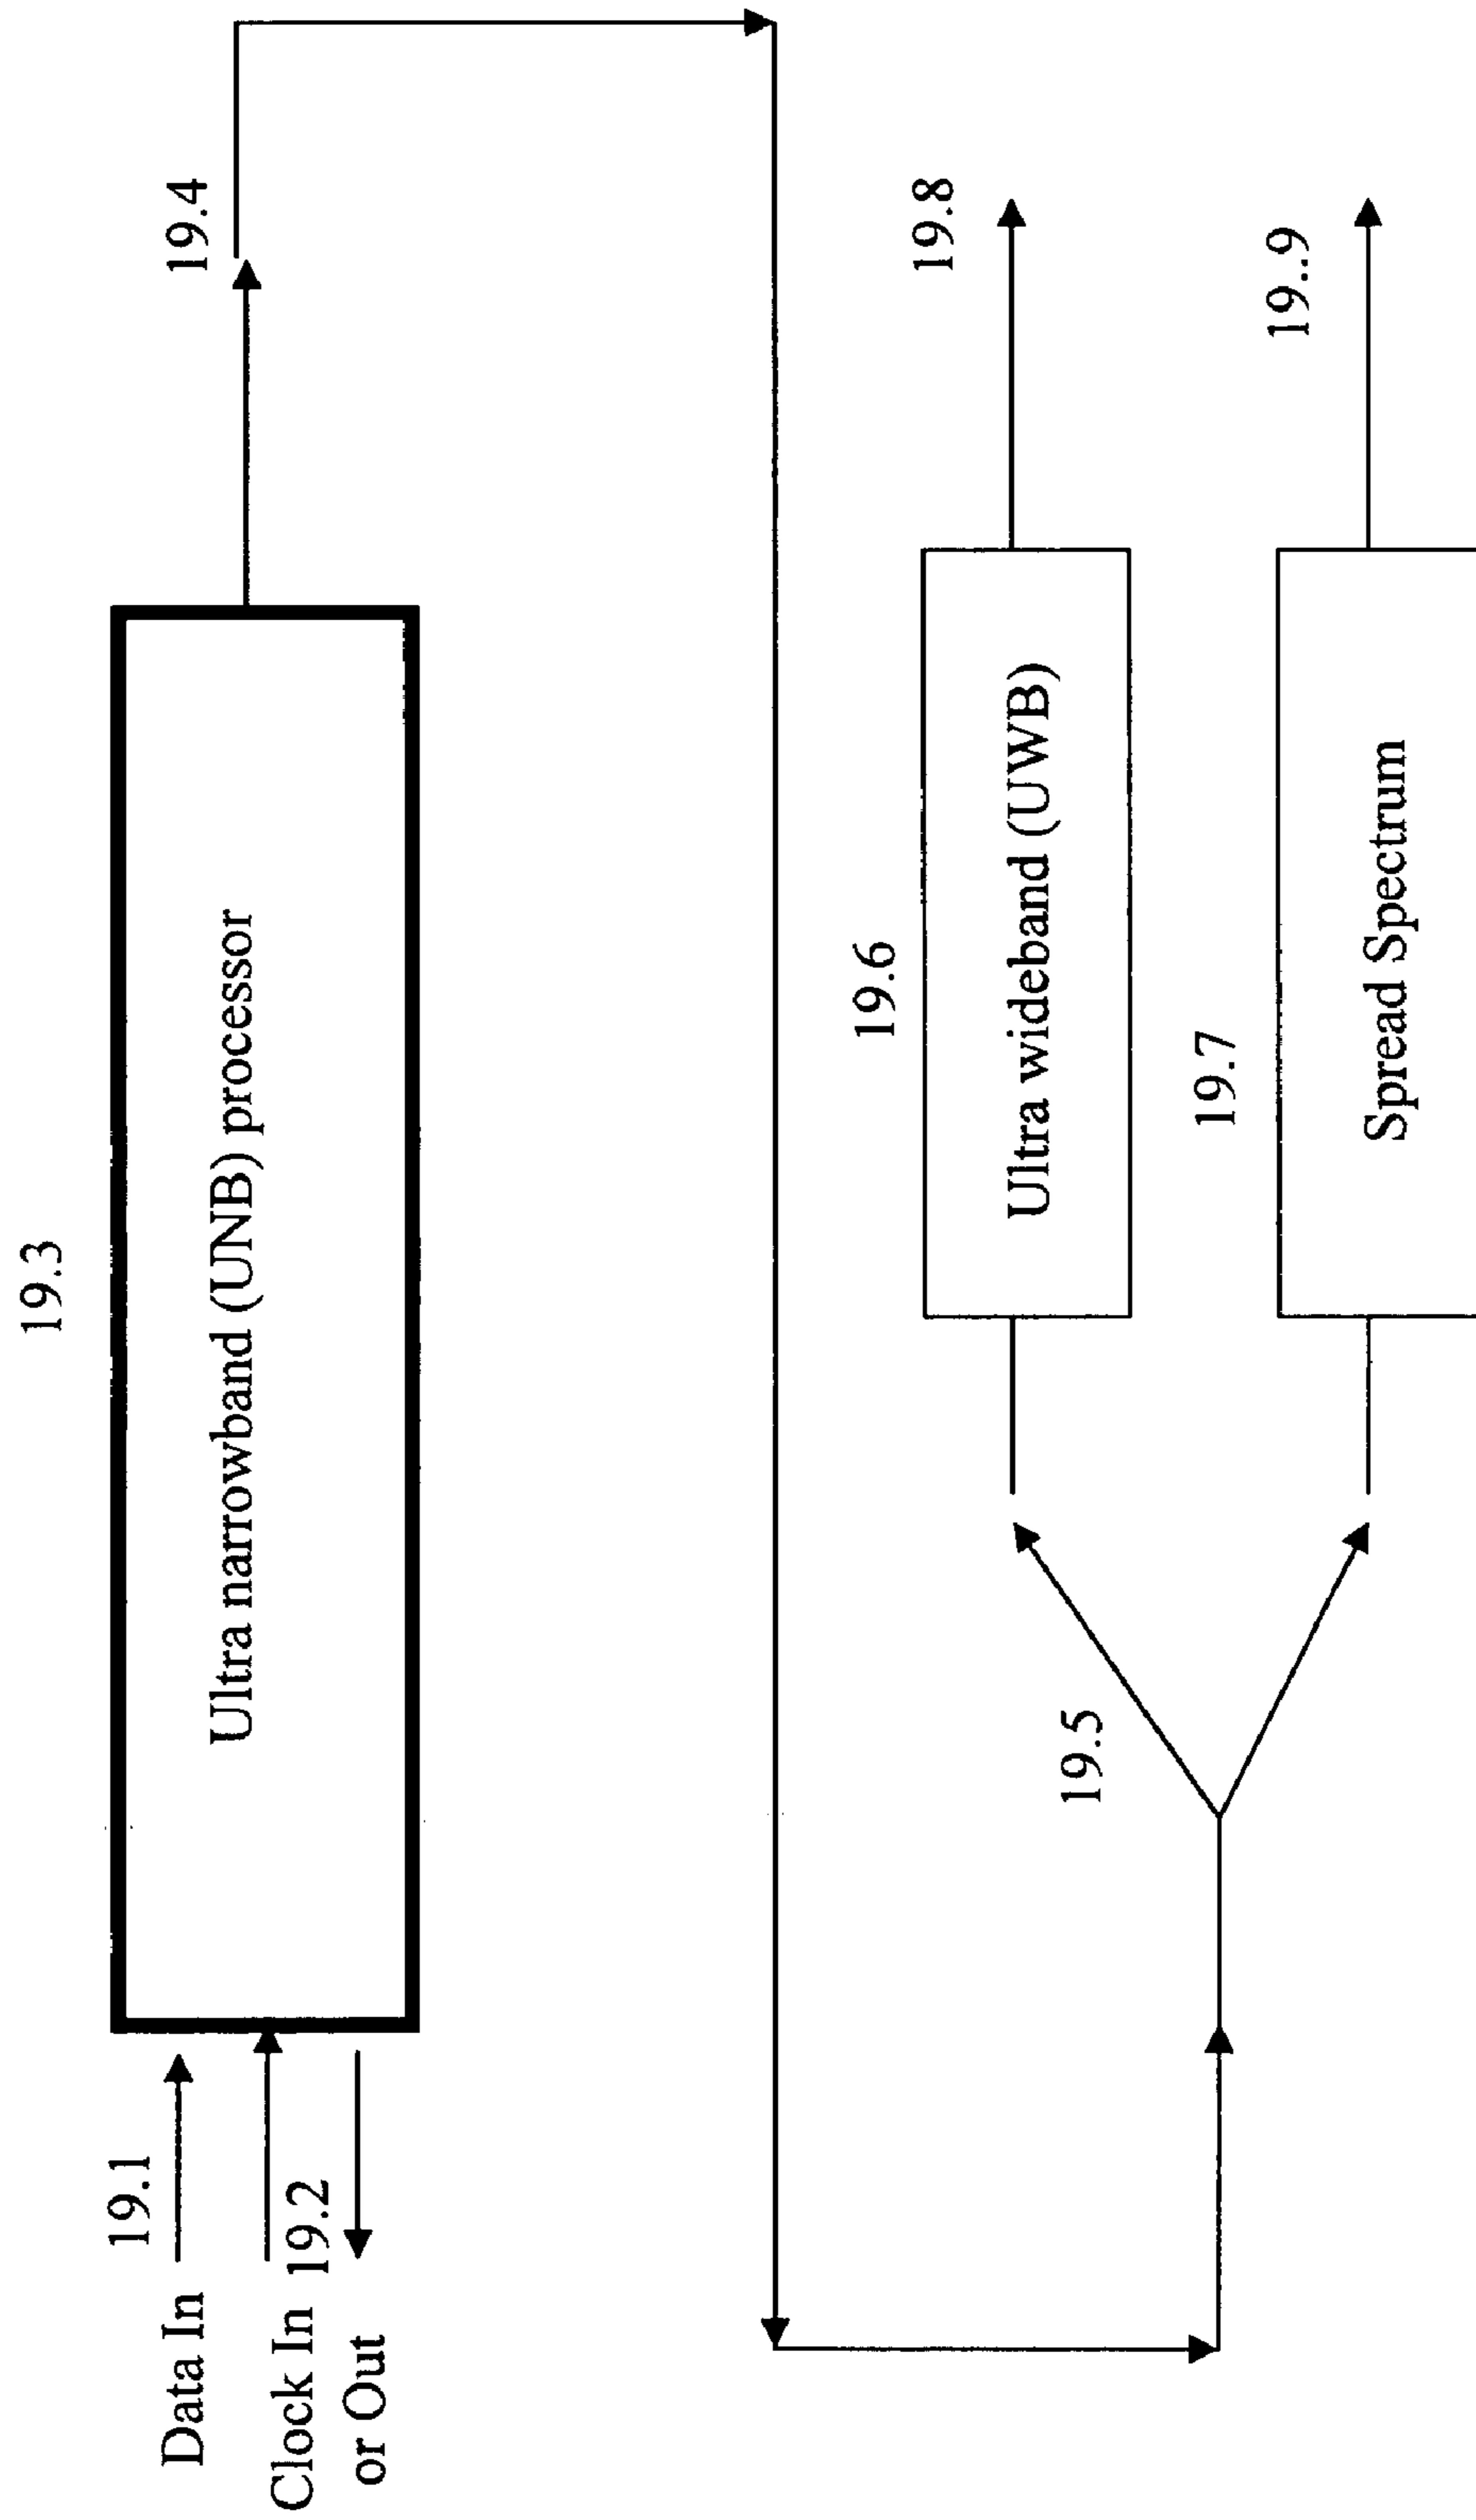 19.3
19.1
Data In
Ultra narrowband (UNB) processor
19.4
Clock In 19.2
or Out
19.6
19.8
Ultra wideband (UWB)
19.5
19.7
19..9
Spread Spectrum